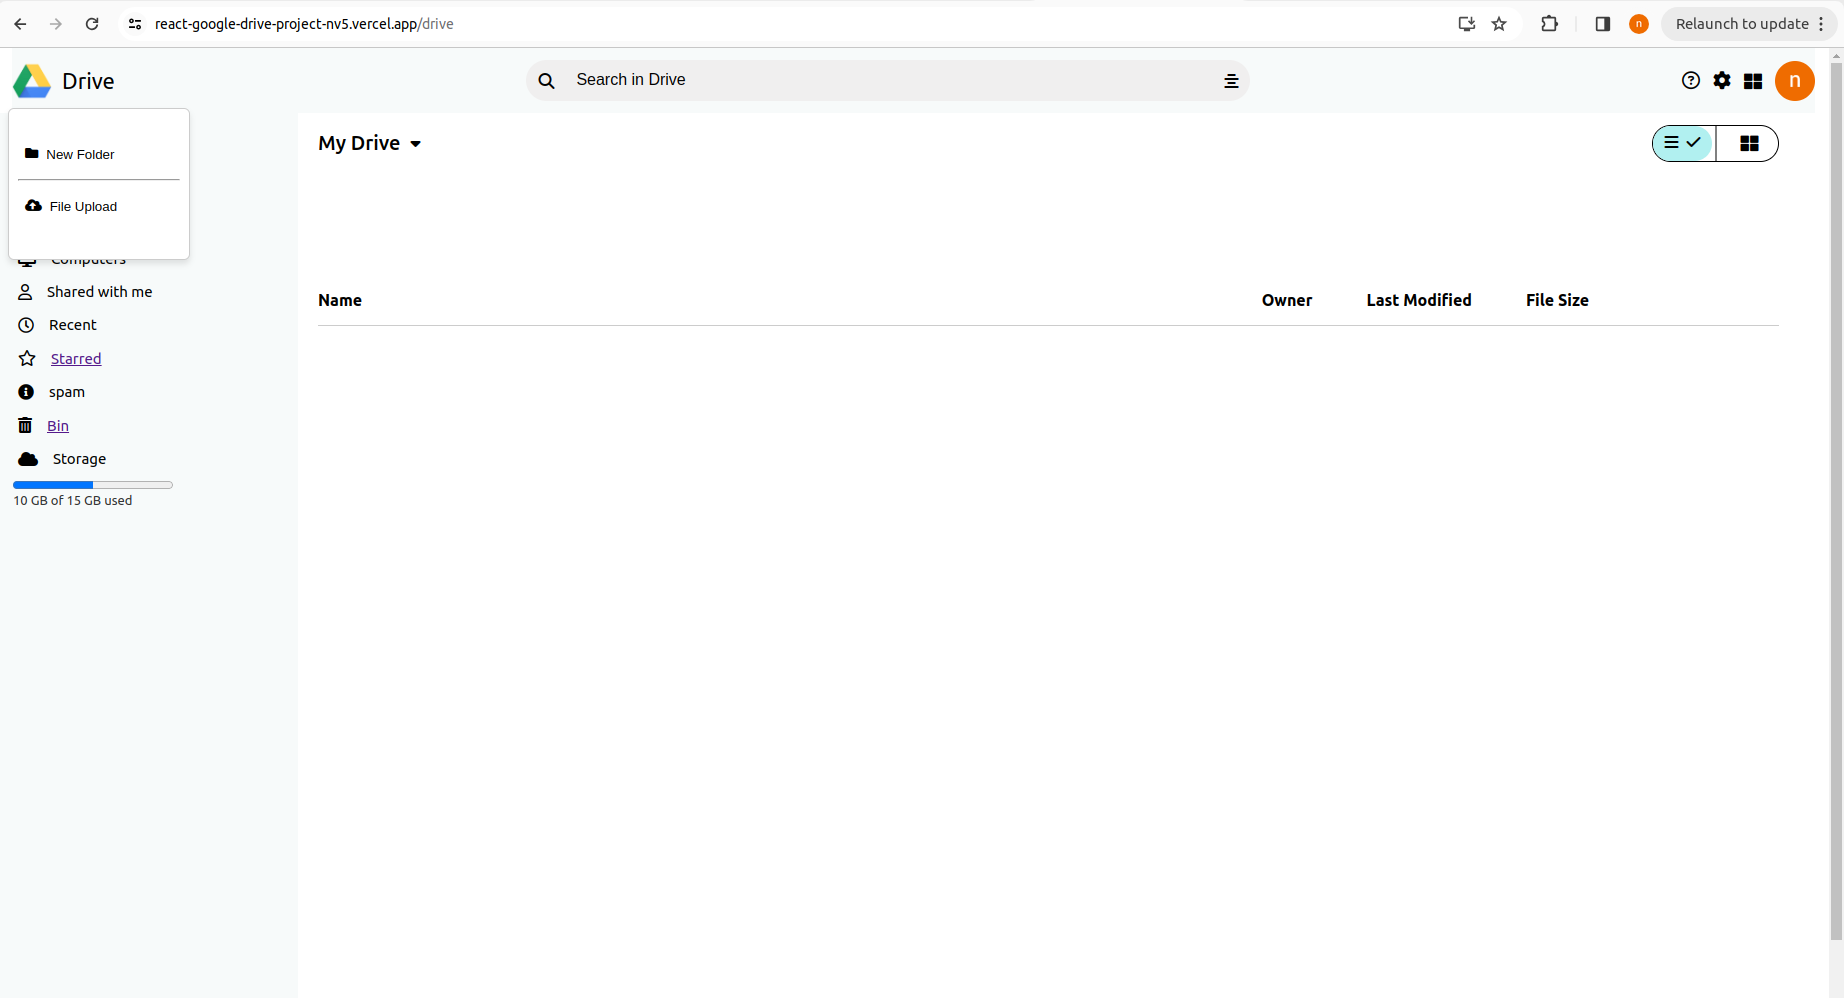 react-google-drive-project-nv5.vercel.app/drive
n
Relaunch to update
Drive
Search in Drive
n
New Folder
File Upload
Computers
Shared with me
Recent
Starred
spam
Bin
Storage
10 GB of 15 GB used
My Drive
Name Owner Last Modified File Size